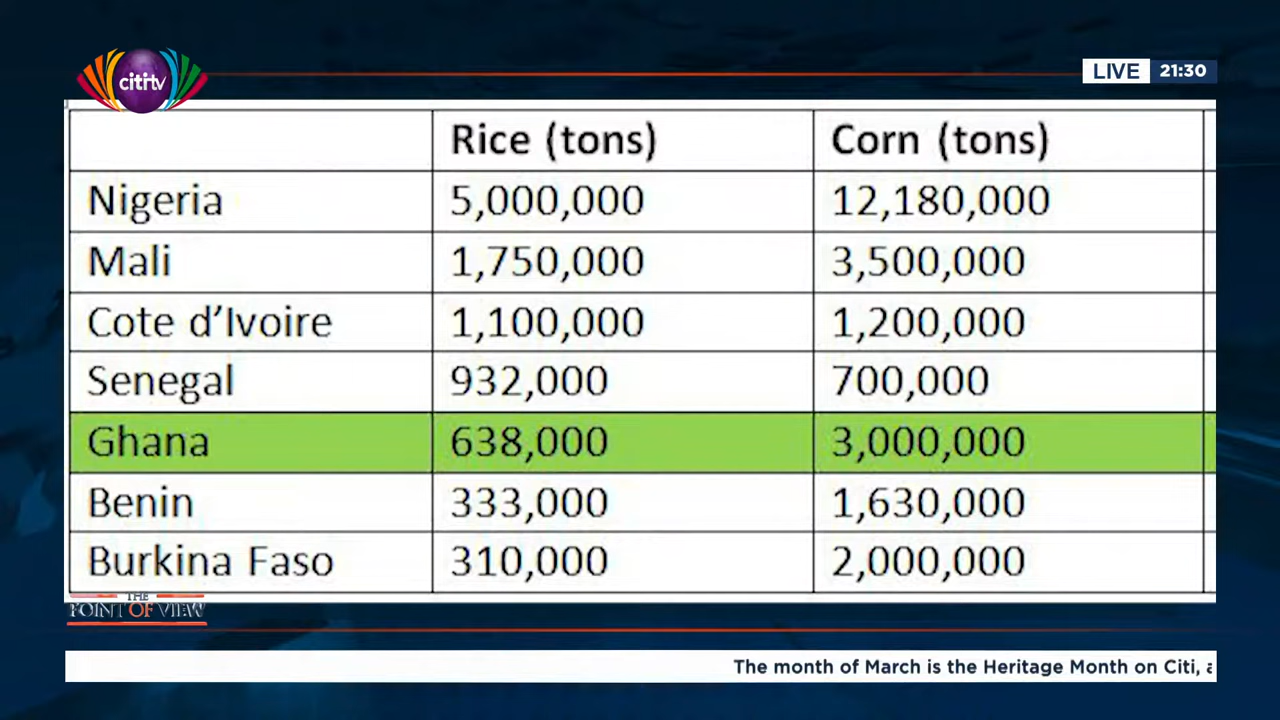 citi tv
LIVE 21:30
Rice (tons) Corn (tons)
Nigeria 5,000,000 12,180,000
Mali 1,750,000 3,500,000
Cote d'Ivoire 1,100,000 1,200,000
Senegal 932,000 700,000
Ghana 638,000 3,000,000
Benin 333,000 1,630,000
Burkina Faso 310,000 2,000,000
THE
POINT OF VIEW
The month of March is the Heritage Month on Citi,